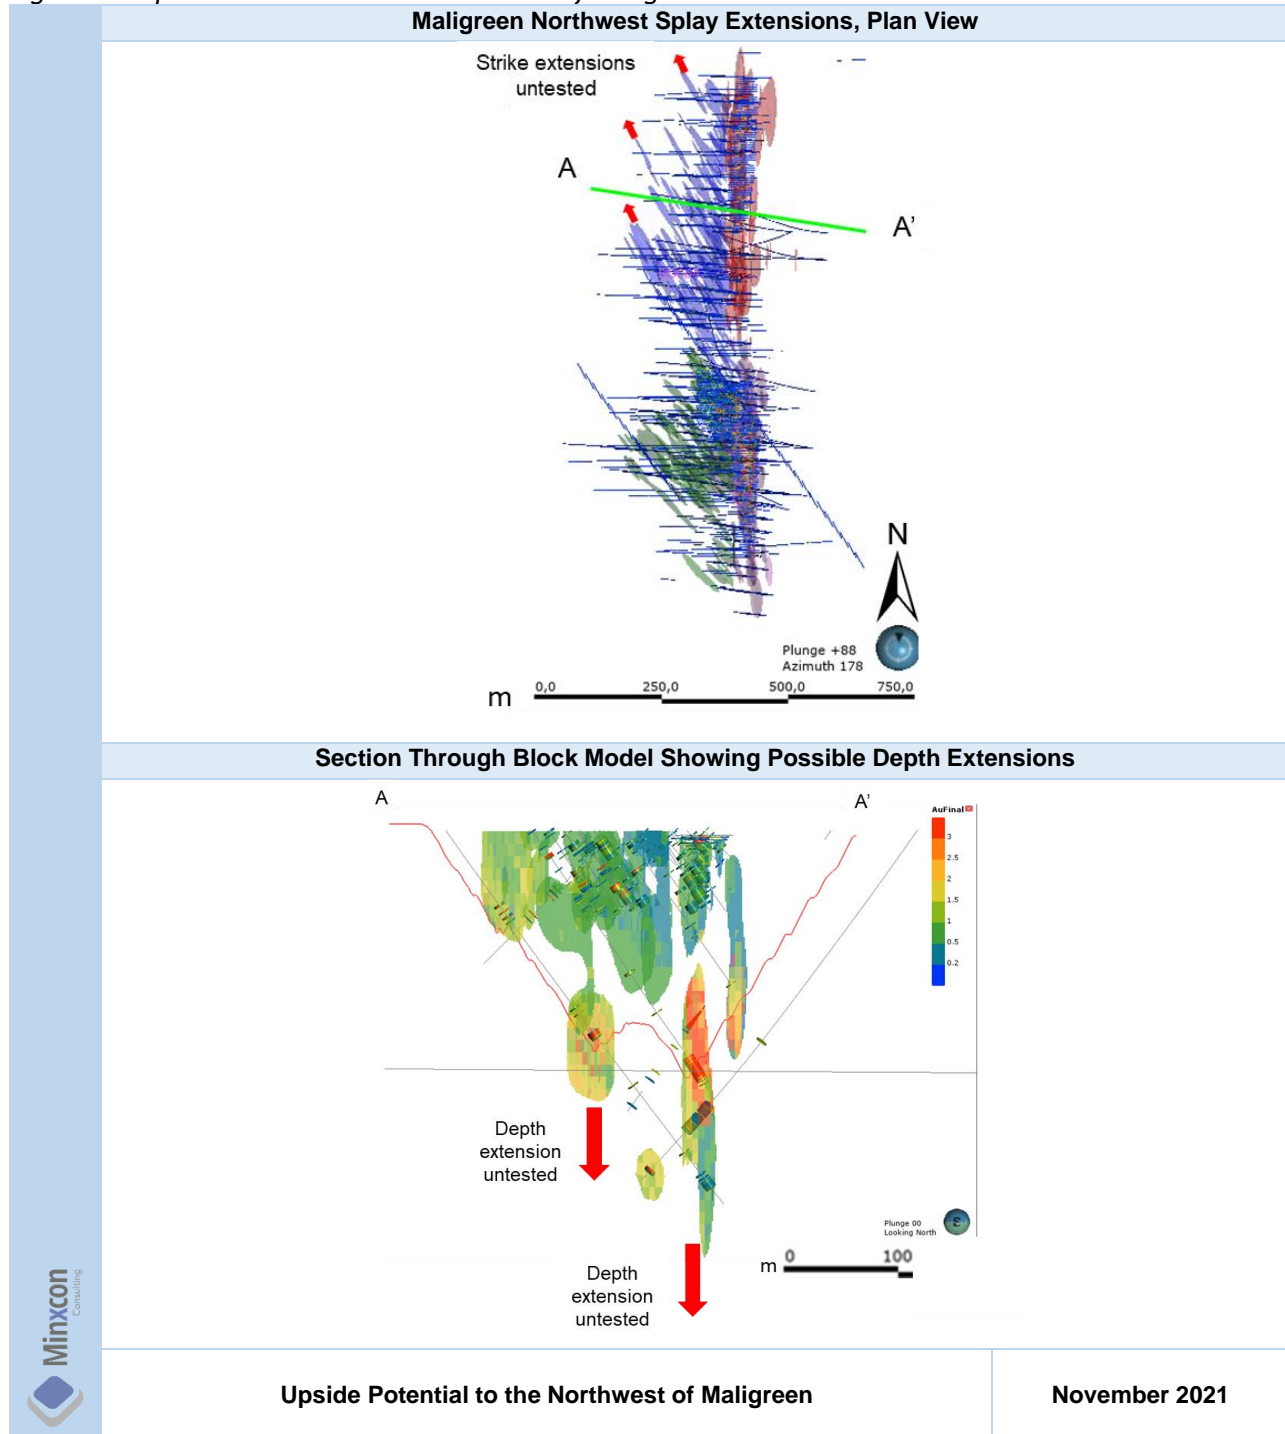 Maligreen Northwest Splay Extensions, Plan View
Strike extensions
untested
A
A'
N
Plunge +88
Azimuth 178
0,0 250,0 500,0 750,0
m
Section Through Block Model Showing Possible Depth Extensions
A
A'
AuFinal
3
2.5
2
1.5
1
0.5
0.2
Depth
extension
untested
Plunge 00
Looking North
0 100
m
Depth
extension
untested
Minxcon
Consulting
Upside Potential to the Northwest of Maligreen
November 2021